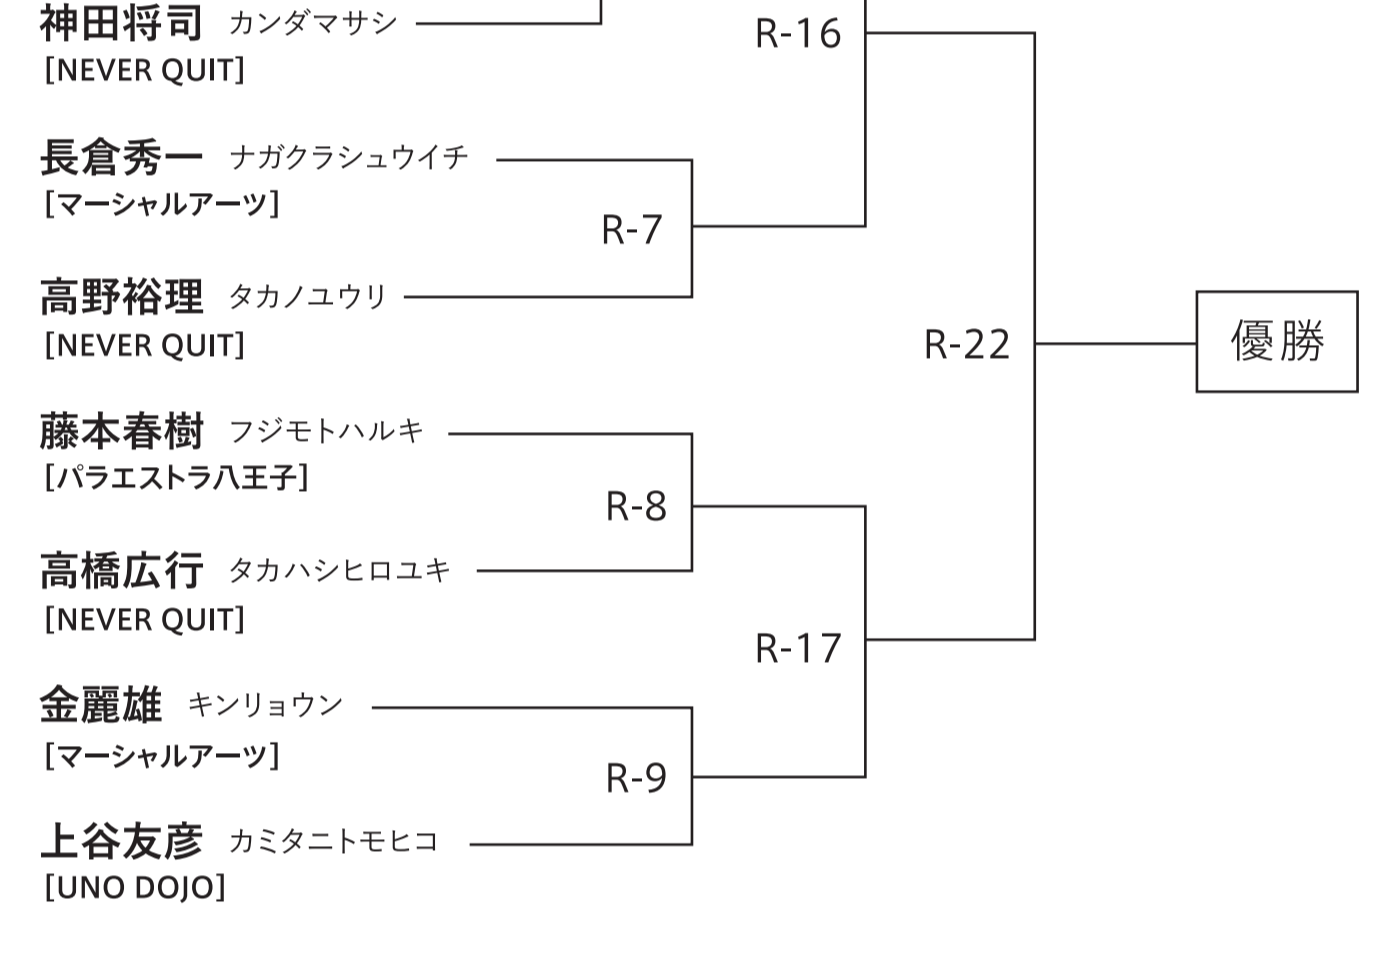 神田将司 カンダマサシ
[NEVER QUIT]
R-16
長倉秀一 ナガクラシュウイチ
[マーシャルアーツ]
R-7
高野裕理 タカノユウリ
[NEVER QUIT]
R-22
優勝
藤本春樹 フジモトハルキ
[パラエストラ八王子]
R-8
高橋広行 タカハシヒロユキ
[NEVER QUIT]
R-17
金麗雄 キンリョウン
[マーシャルアーツ]
R-9
上谷友彦 カミタニトモヒコ
[UNO DOJO]